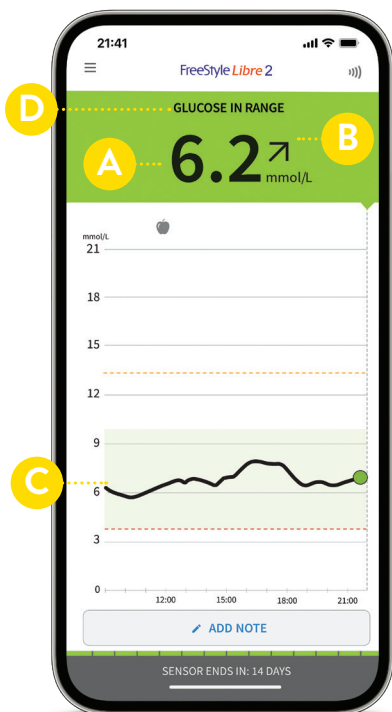 21:41
FreeStyle Libre 2
D
GLUCOSE IN RANGE
A
6.2
B
mmol/L
mmol/L
21
18
15
12
9
C
6
3
0
12:00 15:00 18:00 21:00
ADD NOTE
SENSOR ENDS IN: 14 DAYS